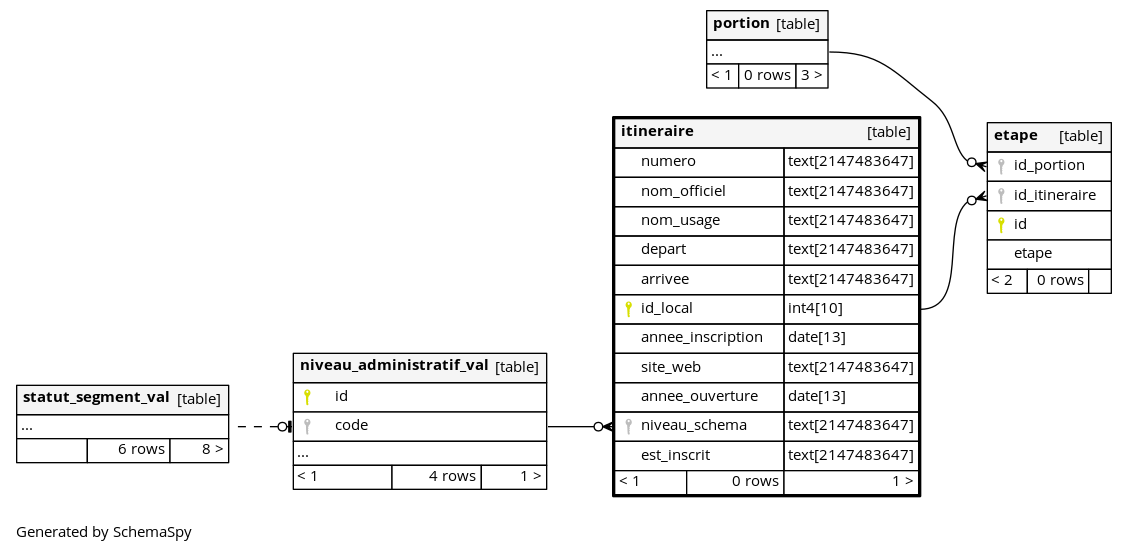 portion [table]
...
< 1 0 rows 3 >
itineraire [table]
numero text[2147483647]
nom_officiel text[2147483647]
nom_usage text[2147483647]
depart text[2147483647]
arrivee text[2147483647]
id_local int4[10]
annee_inscription date[13]
site_web text[2147483647]
annee_ouverture date[13]
niveau_schema text[2147483647]
est_inscrit text[2147483647]
< 1 0 rows 1 >
etape [table]
id_portion
id_itineraire
id
etape
< 2 0 rows
niveau_administratif_val [table]
id
code
...
< 1 4 rows 1 >
statut_segment_val [table]
...
6 rows 8 >
Generated by SchemaSpy